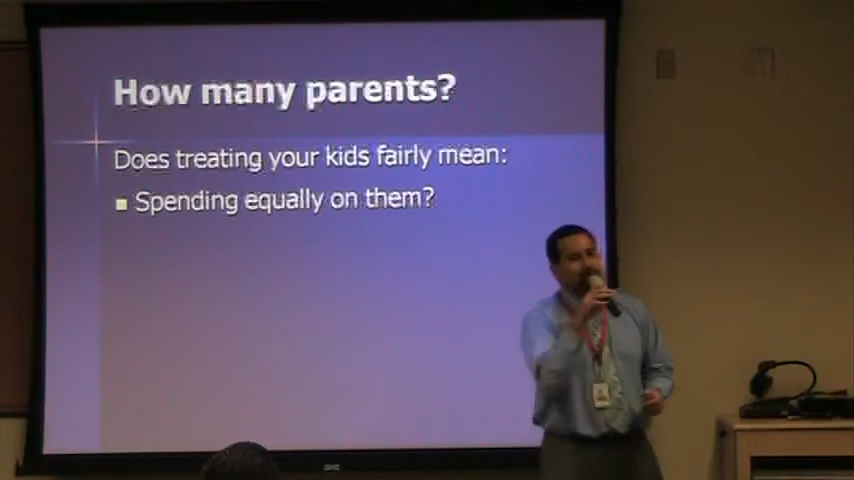 How many parents?
Does treating your kids fairly mean:
Spending equally on them?